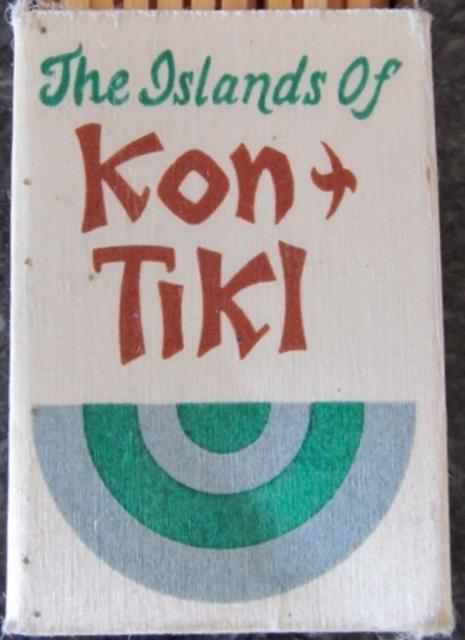 The Islands Of
Kon+
TiKi